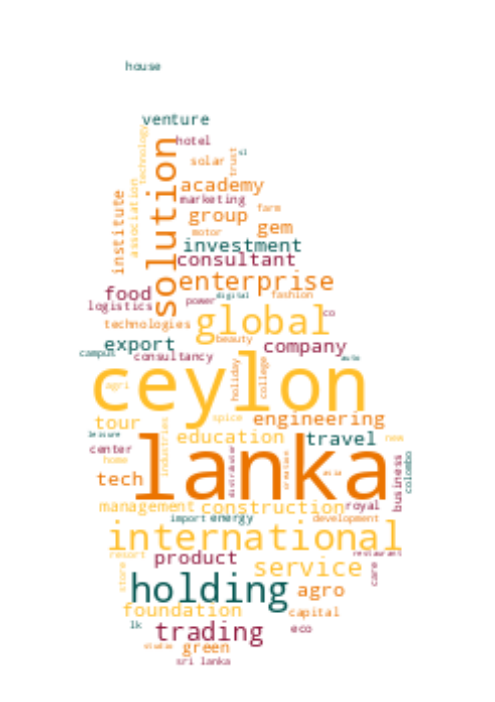 house
venture
technology
hotel
solution
solar
trust
association
academy
institute
marketing
group
farm
motor
gem
investment
consultant
enterprise
food
logistics
power
digital
fashion
technologies
global
co
export
beauty
company
campus
consultancy
asia
holiday
college
ceylon
agri
tour
spice
engineering
leisure
industries
education
travel
new
center
home
distributor
creation
asia
lanka
tech
business
colombo
management
construction
royal
import
energy
development
international
resort
product
restaurant
store
service
care
holding
agro
foundation
capital
lk
trading
eco
studio
green
sri lanka